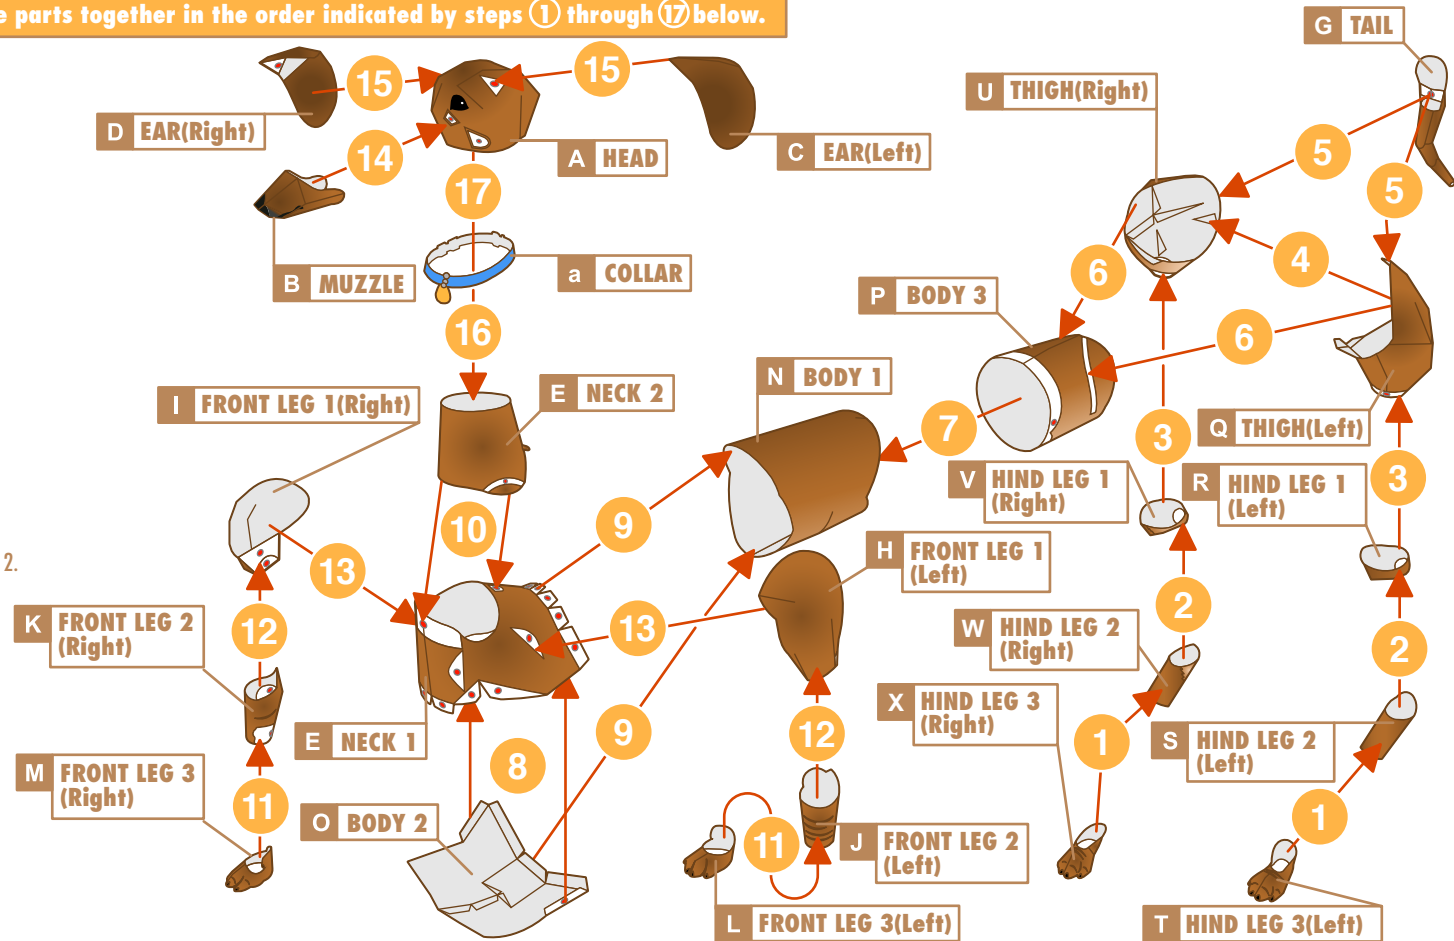 e parts together in the order indicated by steps 1 through 17 below.
G TAIL
15
15
U THIGH(Right)
D EAR(Right)
A HEAD
C EAR(Left)
14
5
5
17
B MUZZLE
a COLLAR
6
4
P BODY 3
16
6
I FRONT LEG 1(Right)
E NECK 2
N BODY 1
7
Q THIGH(Left)
3
V HIND LEG 1
(Right)
R HIND LEG 1
(Left)
3
10
9
2.
13
H FRONT LEG 1
(Left)
K FRONT LEG 2
(Right)
12
13
2
W HIND LEG 2
(Right)
2
X HIND LEG 3
(Right)
E NECK 1
9
12
1
S HIND LEG 2
(Left)
M FRONT LEG 3
(Right)
8
11
O BODY 2
1
11
J FRONT LEG 2
(Left)
L FRONT LEG 3(Left)
T HIND LEG 3(Left)